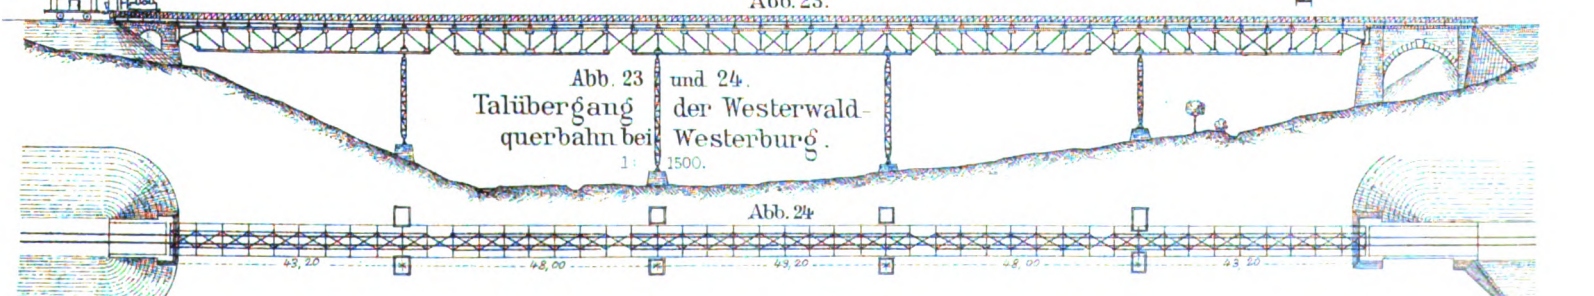 Abb. 23.
Abb. 23 und 24.
Talübergang der Westerwald-
querbahn bei Westerburg.
1: 1500.
Abb. 24
43,20 48,00 43,20 48,00 43,20